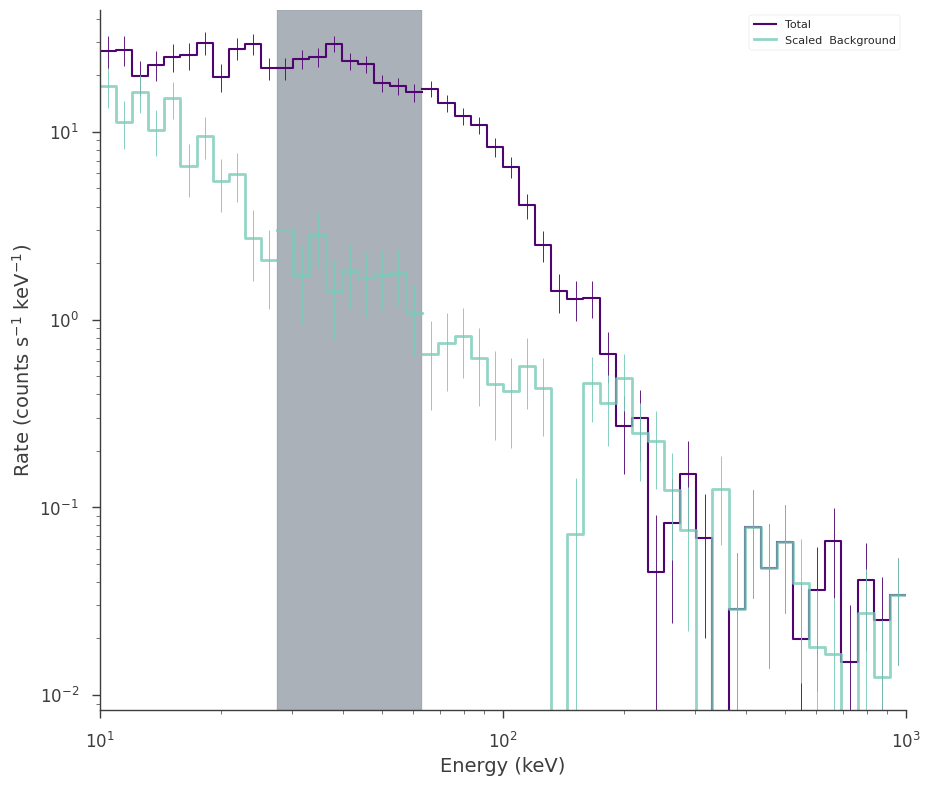 Total
Scaled  Background
10¹
10⁰
10⁻¹
10⁻²
Rate (counts s⁻¹ keV⁻¹)
10¹
10²
10³
Energy (keV)